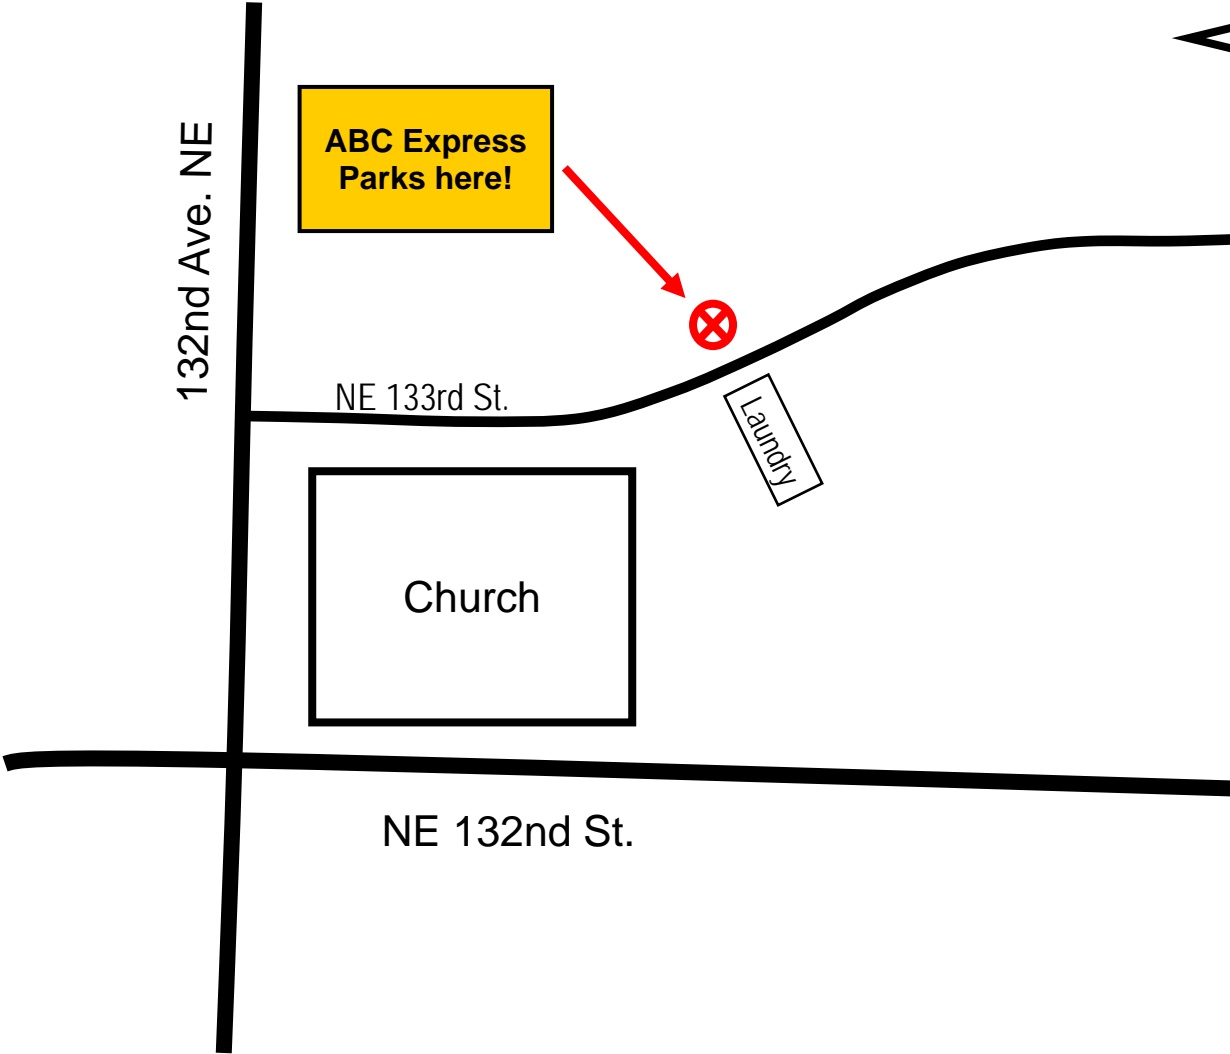 ABC Express
Parks here!
132nd Ave. NE
NE 133rd St.
Laundry
Church
NE 132nd St.